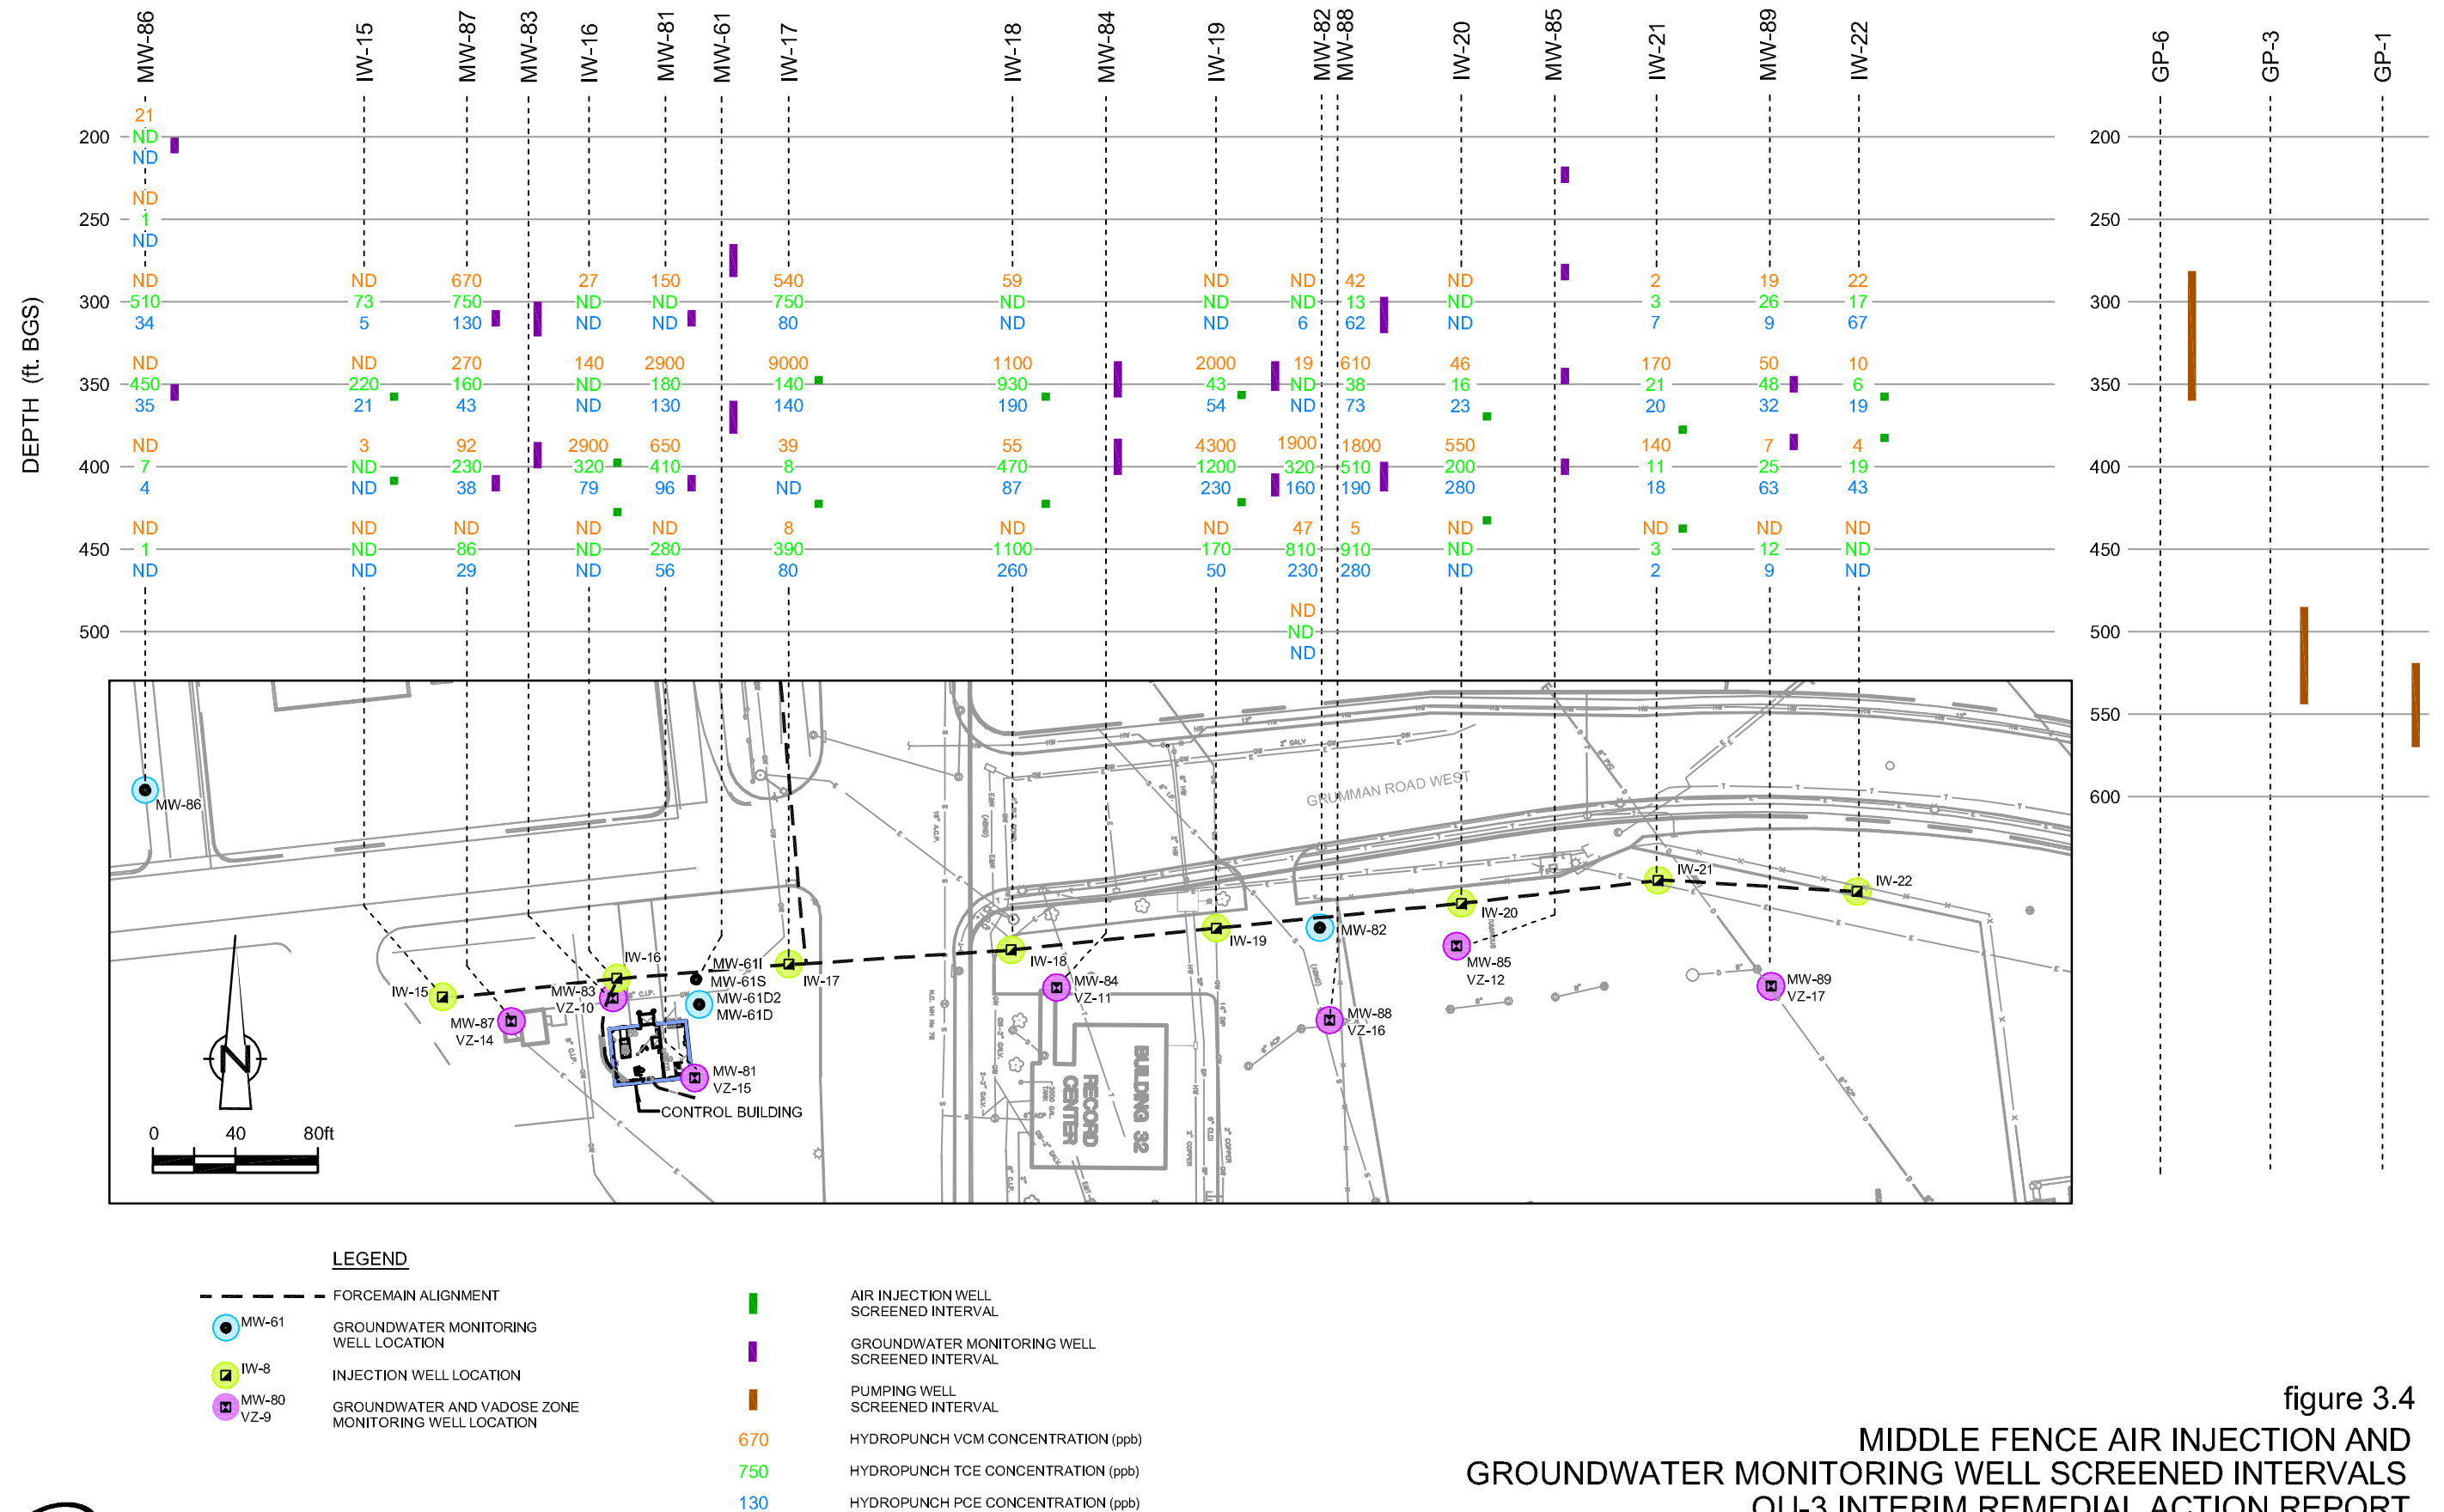 MW-86 IW-15 MW-87 MW-83 IW-16 MW-81 MW-61 IW-17 IW-18 MW-84 IW-19 MW-82 MW-88 IW-20 MW-85 IW-21 MW-89 IW-22 GP-6 GP-3 GP-1
DEPTH (ft. BGS)
21
200 ND 200
ND
ND
250 1 250
ND
ND ND 670 27 150 540 59 ND ND 42 ND 2 19 22
300 510 73 750 ND ND 750 ND ND ND 13 ND 3 26 17 300
34 5 130 ND ND 80 ND ND 6 62 ND 7 9 67
ND ND 270 140 2900 9000 1100 2000 19 610 46 170 50 10
350 450 220 160 ND 180 140 930 43 ND 38 16 21 48 6 350
35 21 43 ND 130 140 190 54 ND 73 23 20 32 19
ND 3 92 2900 650 39 55 4300 1900 1800 550 140 7 4
400 7 ND 230 320 410 8 470 1200 320 510 200 11 25 19 400
4 ND 38 79 96 ND 87 230 160 190 280 18 63 43
ND ND ND ND ND 8 ND ND 47 5 ND ND ND ND
450 1 ND 86 ND 280 390 1100 170 810 910 ND 3 12 ND 450
ND ND 29 ND 56 80 260 50 230 280 ND 2 9 ND
ND
500 ND 500
ND
550
600
MW-86
GRUMMAN ROAD WEST
IW-21
IW-22
IW-20
IW-19
MW-82
IW-18
IW-17
IW-16
IW-15
MW-61I
MW-61S
MW-61D2
MW-61D
MW-83
VZ-10
MW-84
VZ-11
MW-85
VZ-12
MW-89
VZ-17
MW-87
VZ-14
MW-88
VZ-16
MW-81
VZ-15
CONTROL BUILDING
BUILDING 32
RECORD
CENTER
N
0 40 80ft
LEGEND
FORCEMAIN ALIGNMENT
MW-61
GROUNDWATER MONITORING
WELL LOCATION
IW-8
INJECTION WELL LOCATION
MW-80
VZ-9
GROUNDWATER AND VADOSE ZONE
MONITORING WELL LOCATION
AIR INJECTION WELL
SCREENED INTERVAL
GROUNDWATER MONITORING WELL
SCREENED INTERVAL
PUMPING WELL
SCREENED INTERVAL
670 HYDROPUNCH VCM CONCENTRATION (ppb)
750 HYDROPUNCH TCE CONCENTRATION (ppb)
130 HYDROPUNCH PCE CONCENTRATION (ppb)
figure 3.4
MIDDLE FENCE AIR INJECTION AND
GROUNDWATER MONITORING WELL SCREENED INTERVALS
OU-3 INTERIM REMEDIAL ACTION REPORT